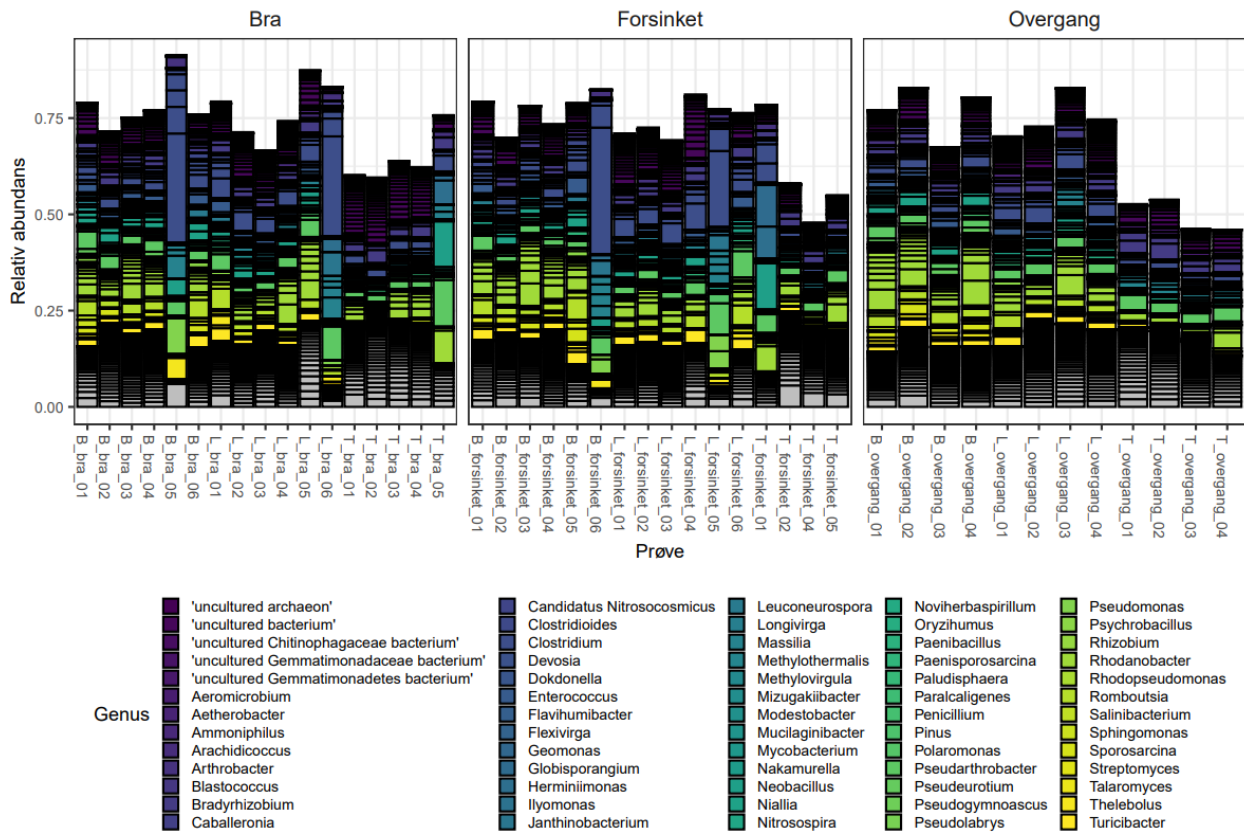 Bra Forsinket Overgang
Relativ abundans
0.75
0.50
0.25
0.00
B_bra_01
B_bra_02
B_bra_03
B_bra_04
B_bra_05
B_bra_06
L_bra_01
L_bra_02
L_bra_03
L_bra_04
L_bra_05
L_bra_06
T_bra_01
T_bra_02
T_bra_03
T_bra_05
B_forsinket_01
B_forsinket_02
B_forsinket_03
B_forsinket_04
B_forsinket_05
B_forsinket_06
L_forsinket_01
L_forsinket_02
L_forsinket_03
L_forsinket_04
L_forsinket_05
L_forsinket_06
T_forsinket_01
T_forsinket_02
T_forsinket_04
T_forsinket_05
B_overgang_01
B_overgang_02
B_overgang_03
B_overgang_04
L_overgang_01
L_overgang_02
L_overgang_03
L_overgang_04
T_overgang_01
T_overgang_02
T_overgang_03
T_overgang_04
Prøve
Genus
'uncultured archaeon'
'uncultured bacterium'
'uncultured Chitinophagaceae bacterium'
'uncultured Gemmatimonadaceae bacterium'
'uncultured Gemmatimonadetes bacterium'
Aeromicrobium
Aetherobacter
Ammoniphilus
Arachidicoccus
Arthrobacter
Blastococcus
Bradyrhizobium
Caballeronia
Candidatus Nitrosocosmicus
Clostridioides
Clostridium
Devosia
Dokdonella
Enterococcus
Flavihumibacter
Flexivirga
Geomonas
Globisporangium
Herminiimonas
Ilyomonas
Janthinobacterium
Leuconeurospora
Longivirga
Massilia
Methylothermalis
Methylovirgula
Mizugakiibacter
Modestobacter
Mucilaginibacter
Mycobacterium
Nakamurella
Neobacillus
Niallia
Nitrosospira
Noviherbaspirillum
Oryzihumus
Paenibacillus
Paenisporosarcina
Paludisphaera
Paralcaligenes
Penicillium
Pinus
Polaromonas
Pseudarthrobacter
Pseudeurotium
Pseudogymnoascus
Pseudolabrys
Pseudomonas
Psychrobacillus
Rhizobium
Rhodanobacter
Rhodopseudomonas
Romboutsia
Salinibacterium
Sphingomonas
Sporosarcina
Streptomyces
Talaromyces
Thelebolus
Turicibacter